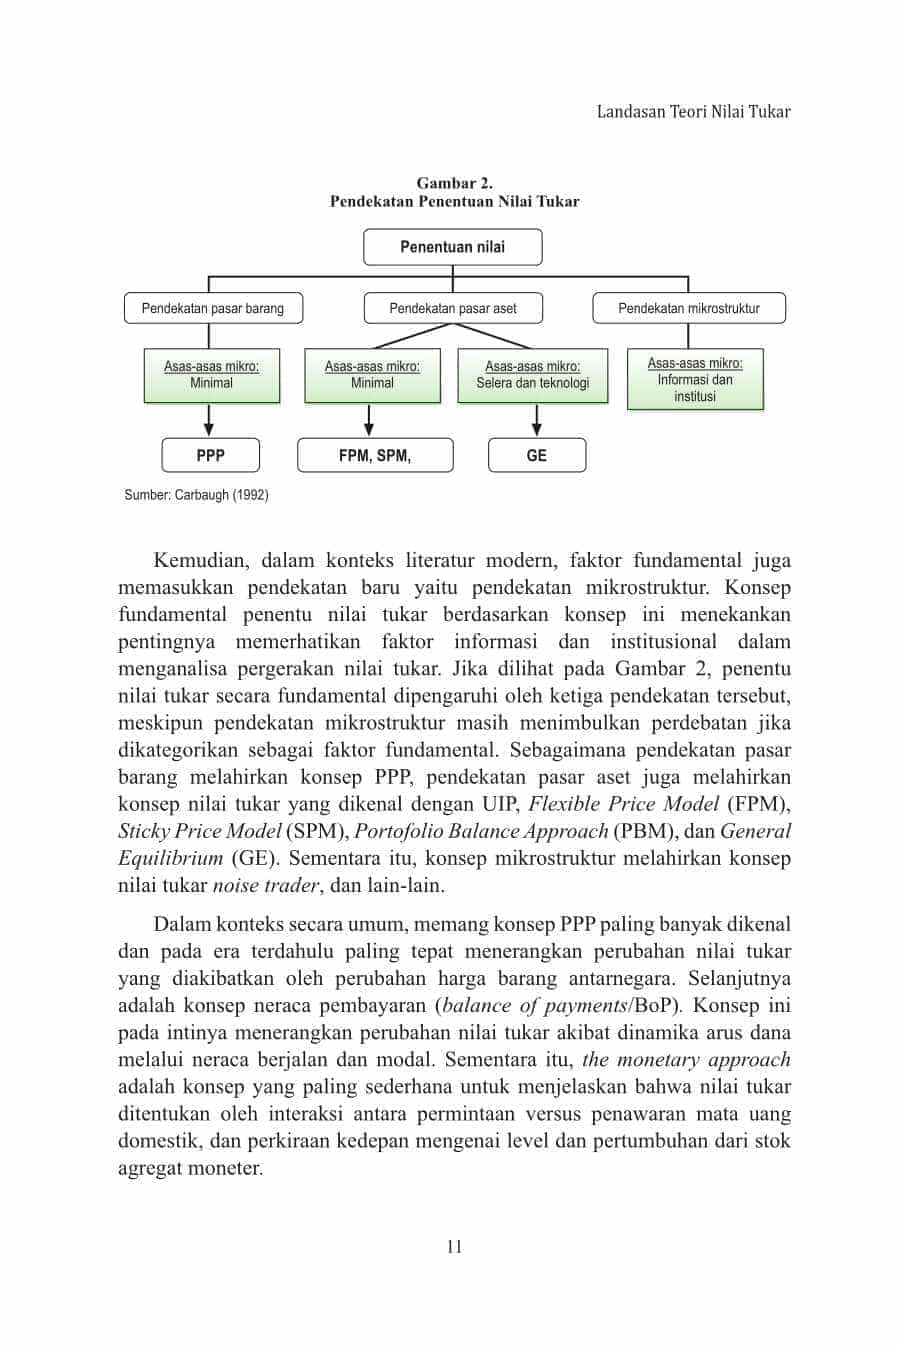 Landasan Teori Nilai Tukar
Gambar 2.
Pendekatan Penentuan Nilai Tukar
Penentuan nilai
Pendekatan pasar barang
Pendekatan pasar aset
Pendekatan mikrostruktur
Asas-asas mikro:
Minimal
Asas-asas mikro:
Minimal
Asas-asas mikro:
Selera dan teknologi
Asas-asas mikro:
Informasi dan
institusi
PPP
FPM, SPM,
GE
Sumber: Carbaugh (1992)
Kemudian, dalam konteks literatur modern, faktor fundamental juga
memasukkan pendekatan baru yaitu pendekatan mikrostruktur. Konsep
fundamental penentu nilai tukar berdasarkan konsep ini menekankan
pentingnya memerhatikan faktor informasi dan institusional dalam
menganalisa pergerakan nilai tukar. Jika dilihat pada Gambar 2, penentu
nilai tukar secara fundamental dipengaruhi oleh ketiga pendekatan tersebut,
meskipun pendekatan mikrostruktur masih menimbulkan perdebatan jika
dikategorikan sebagai faktor fundamental. Sebagaimana pendekatan pasar
barang melahirkan konsep PPP, pendekatan pasar aset juga melahirkan
konsep nilai tukar yang dikenal dengan UIP, Flexible Price Model (FPM),
Sticky Price Model (SPM), Portofolio Balance Approach (PBM), dan General
Equilibrium (GE). Sementara itu, konsep mikrostruktur melahirkan konsep
nilai tukar noise trader, dan lain-lain.
Dalam konteks secara umum, memang konsep PPP paling banyak dikenal
dan pada era terdahulu paling tepat menerangkan perubahan nilai tukar
yang diakibatkan oleh perubahan harga barang antarnegara. Selanjutnya
adalah konsep neraca pembayaran (balance of payments/BoP). Konsep ini
pada intinya menerangkan perubahan nilai tukar akibat dinamika arus dana
melalui neraca berjalan dan modal. Sementara itu, the monetary approach
adalah konsep yang paling sederhana untuk menjelaskan bahwa nilai tukar
ditentukan oleh interaksi antara permintaan versus penawaran mata uang
domestik, dan perkiraan kedepan mengenai level dan pertumbuhan dari stok
agregat moneter.
11